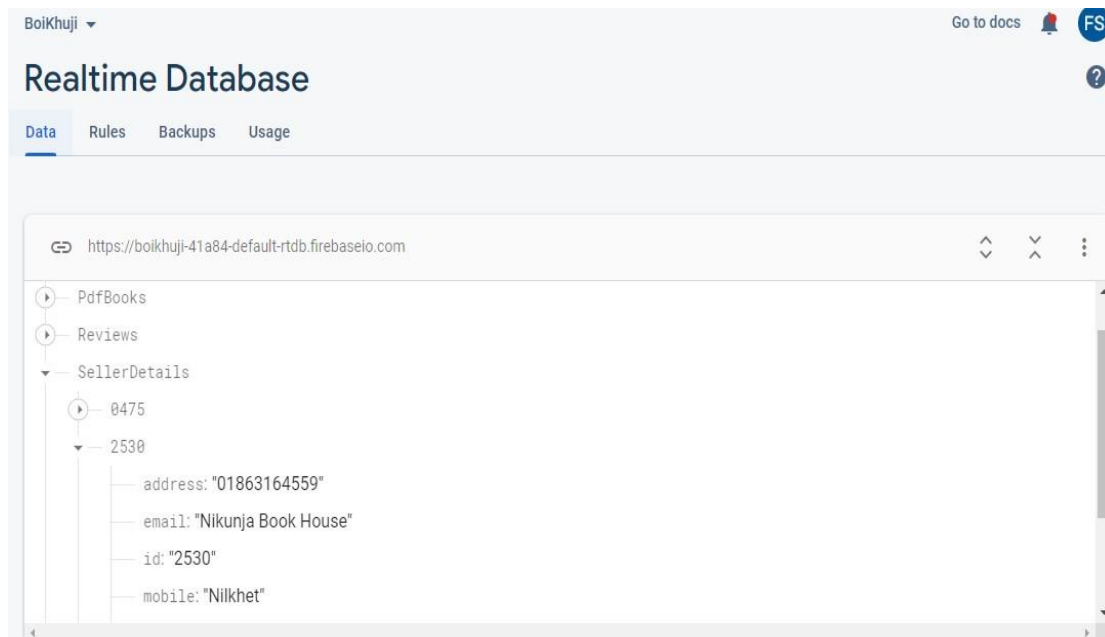 BoiKhuji Go to docs FS
Realtime Database ?
Data Rules Backups Usage
https://boikhuji-41a84-default-rtdb.firebaseio.com
PdfBooks
Reviews
SellerDetails
0475
2530
address: "01863164559"
email: "Nikunja Book House"
id: "2530"
mobile: "Nilkhet"